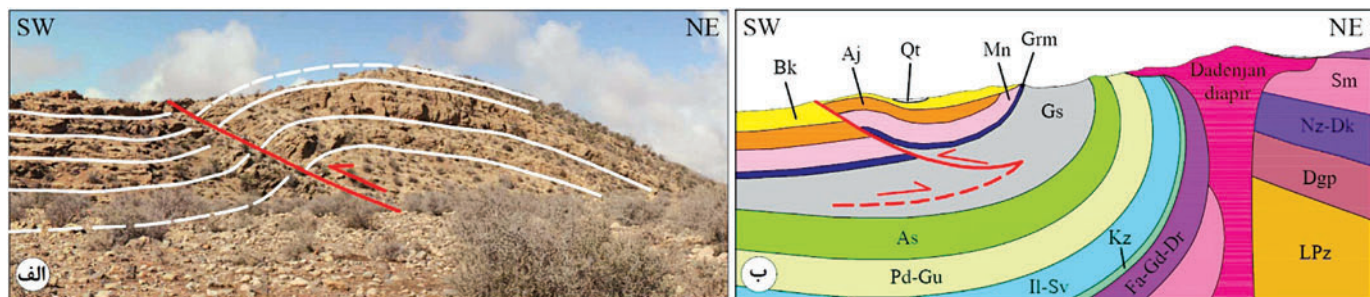 SW
NE
الف
SW
NE
Bk
Aj
Qt
Mn
Grm
Gs
Dadenjan
diapir
Sm
Nz-Dk
Dgp
LPz
As
Pd-Gu
Il-Sv
Kz
Fa-Gd-Dr
ب